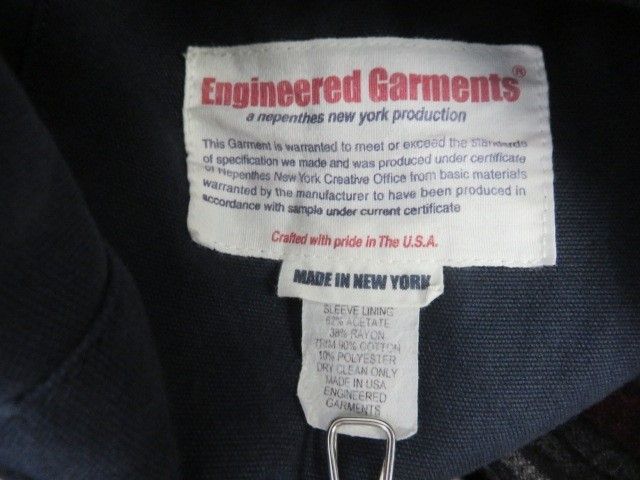 Engineered Garments®
a nepenthes new york production
This Garment is warranted to meet or exceed the standards
of specification we made and was produced under certificate
of Nepenthes New York Creative Office from basic materials
warranted by the manufacturer to have been produced in
accordance with sample under current certificate
Crafted with pride in The U.S.A.
MADE IN NEW YORK
SLEEVE LINING
62% ACETATE
38% RAYON
TRIM 90% COTTON
10% POLYESTER
DRY CLEAN ONLY
MADE IN USA
ENGINEERED
GARMENTS